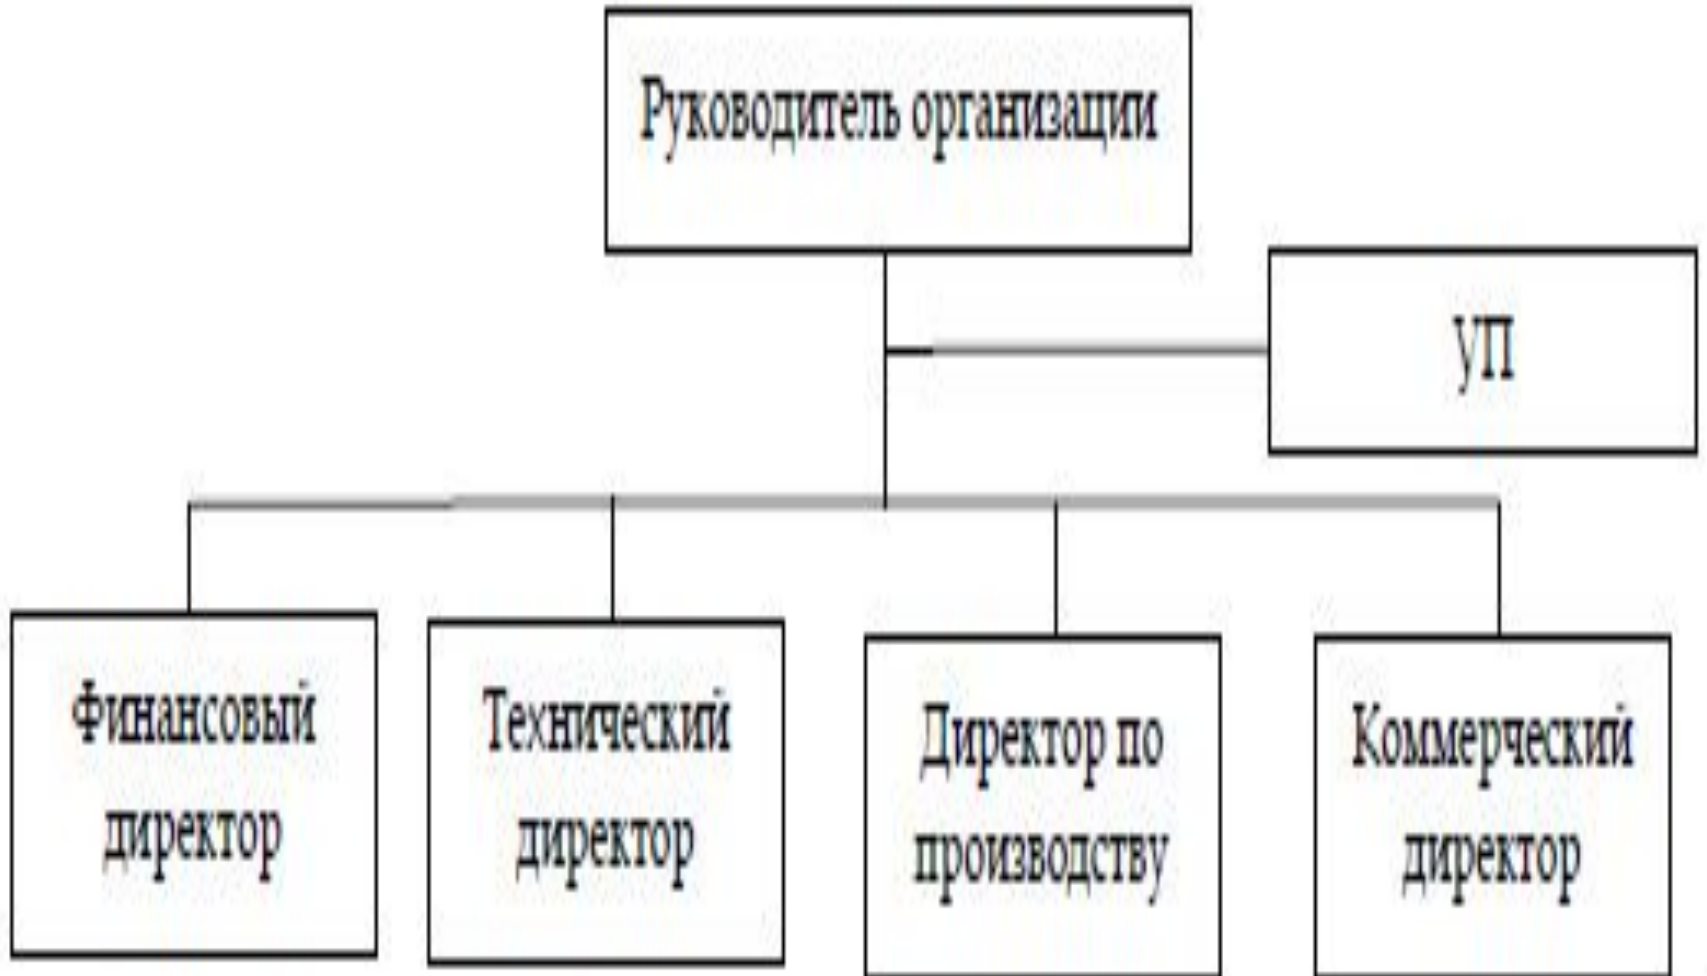 Руководитель организации
УП
Финансовый
директор
Технический
директор
Директор по
производству
Коммерческий
директор